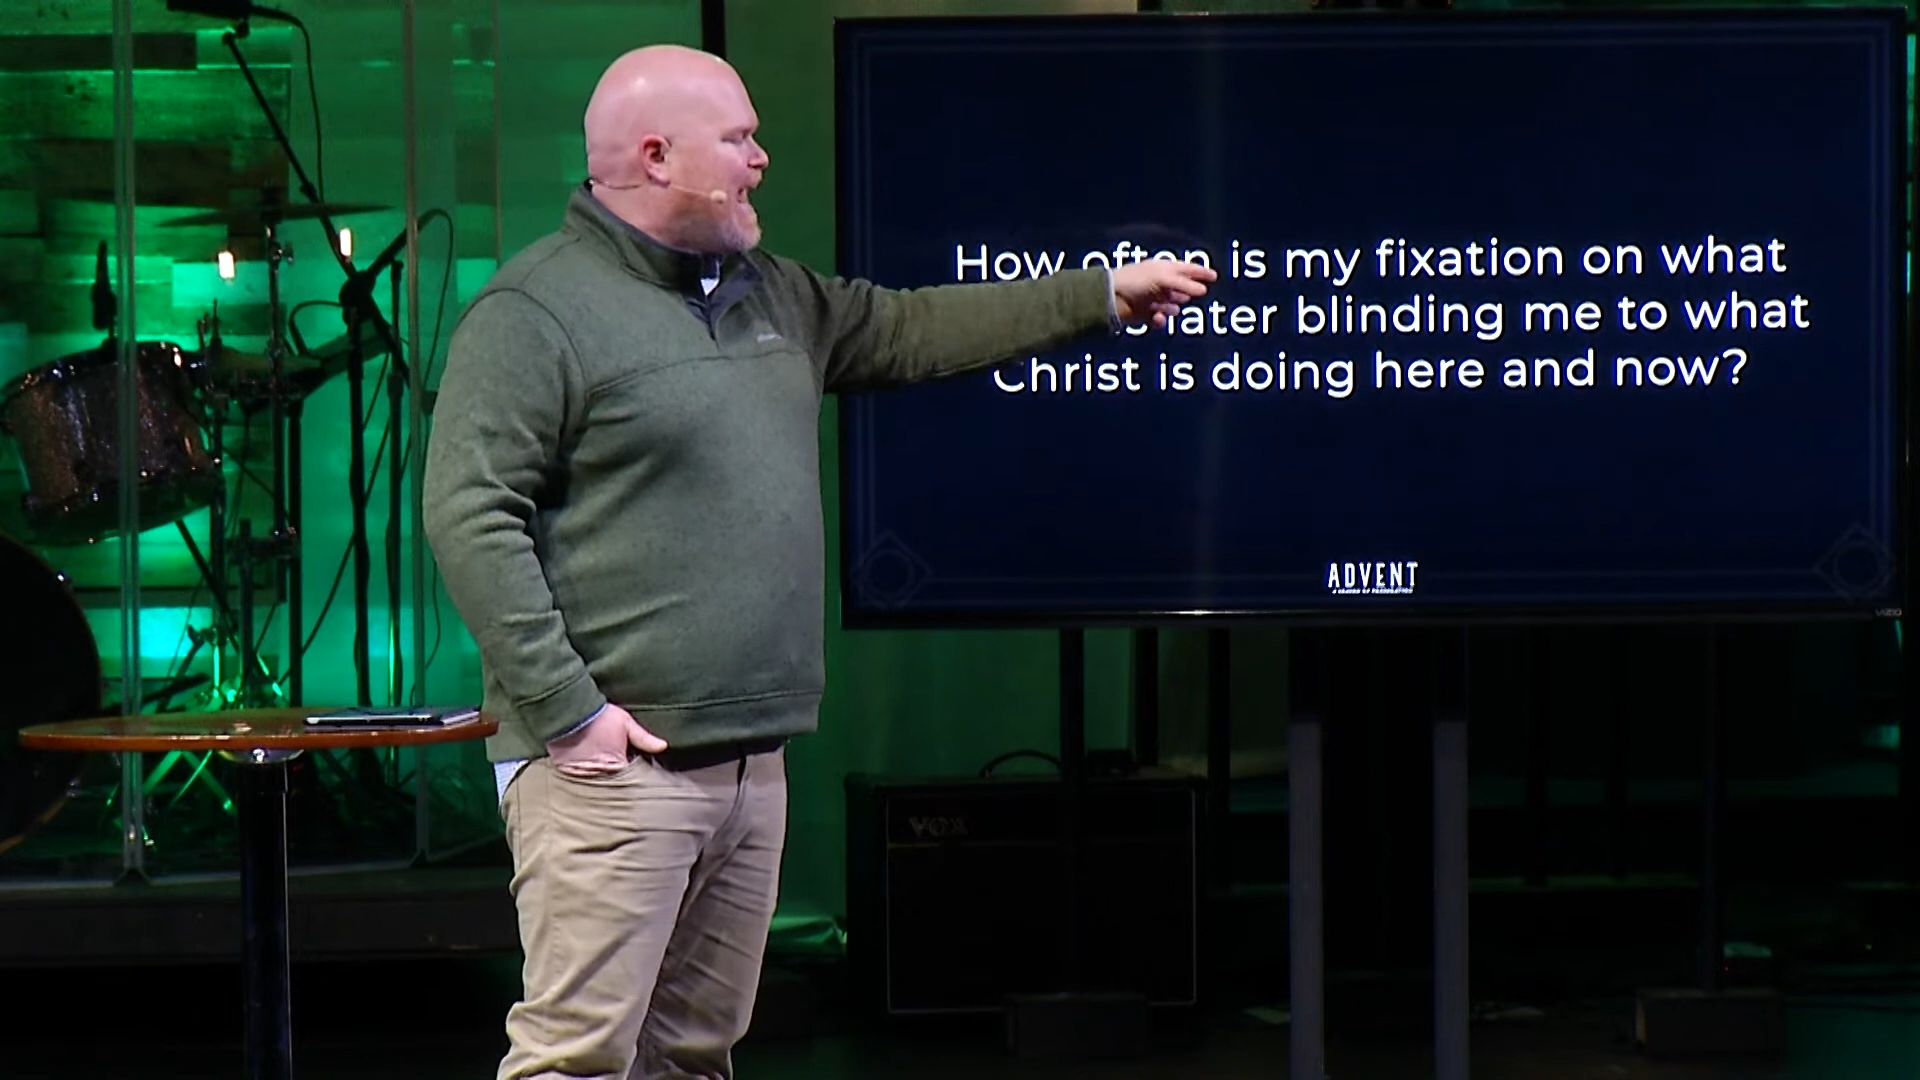 How often is my fixation on what
later blinding me to what
Christ is doing here and now?
ADVENT
VIZIO
VOX